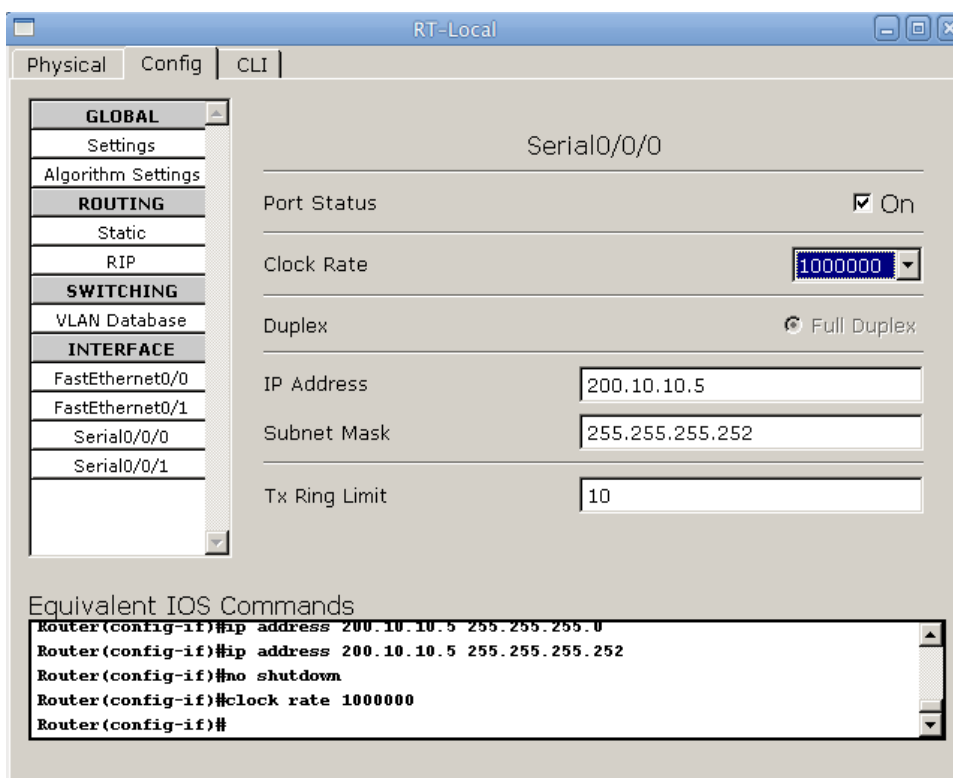 RT-Local
Physical Config CLI
GLOBAL
Settings
Algorithm Settings
ROUTING
Static
RIP
SWITCHING
VLAN Database
INTERFACE
FastEthernet0/0
FastEthernet0/1
Serial0/0/0
Serial0/0/1
Serial0/0/0
Port Status On
Clock Rate 1000000
Duplex Full Duplex
IP Address 200.10.10.5
Subnet Mask 255.255.255.252
Tx Ring Limit 10
Equivalent IOS Commands
Router(config-if)#ip address 200.10.10.5 255.255.255.0
Router(config-if)#ip address 200.10.10.5 255.255.255.252
Router(config-if)#no shutdown
Router(config-if)#clock rate 1000000
Router(config-if)#